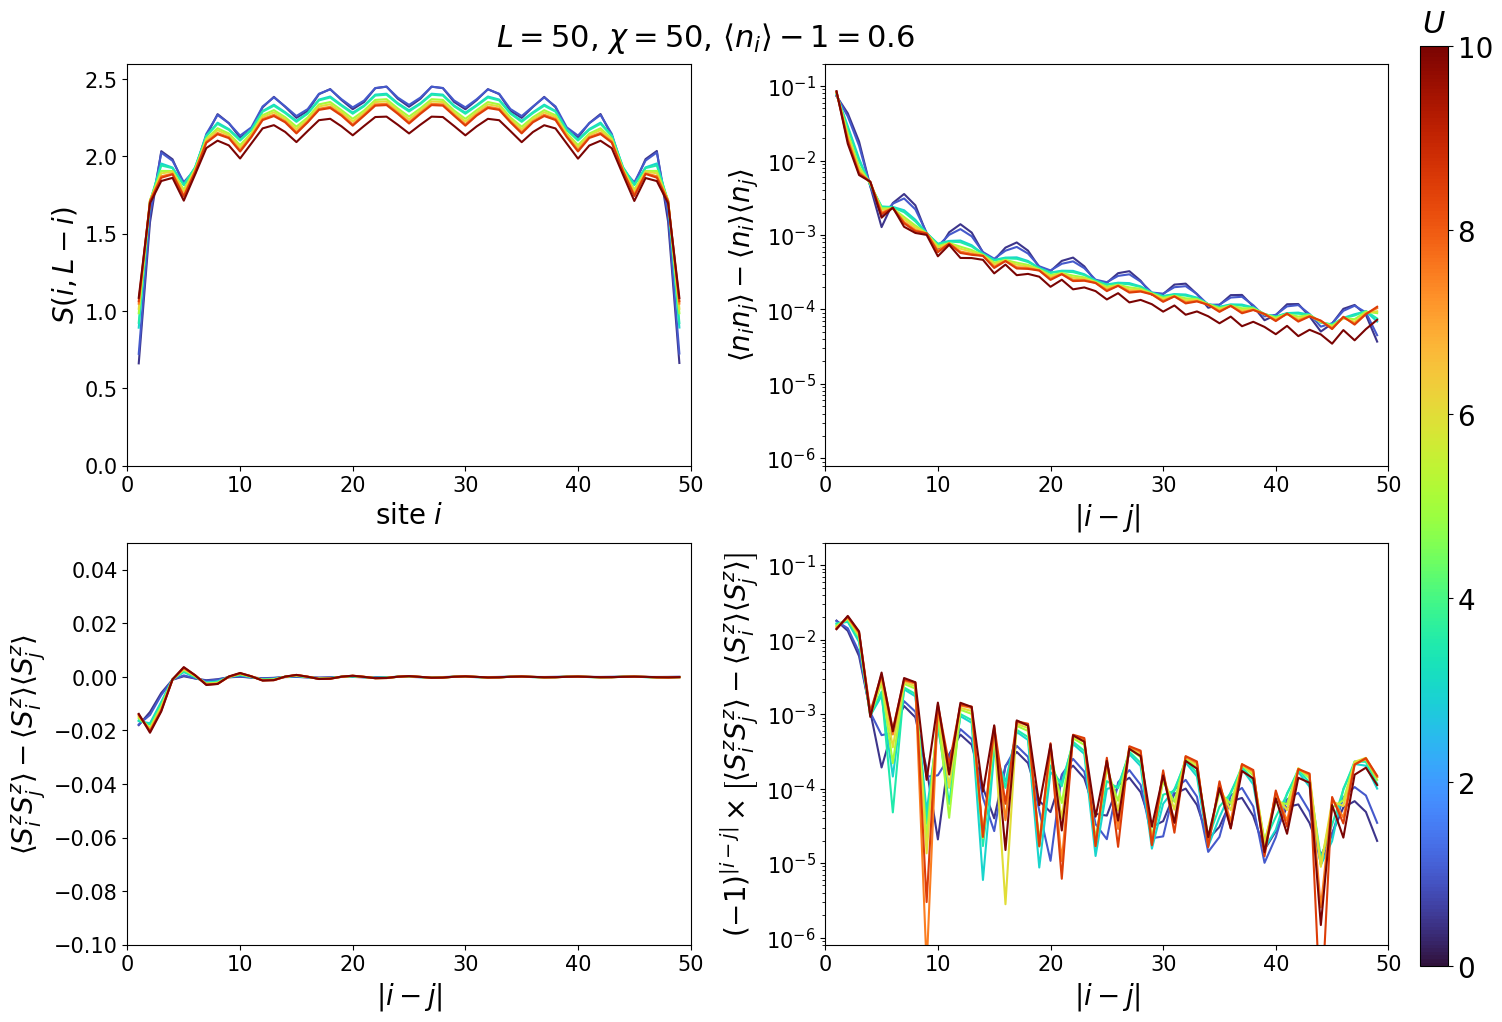 L = 50, χ = 50, ⟨n_i⟩ − 1 = 0.6
U
S(i, L − i)
2.5
2.0
1.5
1.0
0.5
0.0
0 10 20 30 40 50
site i
⟨n_i n_j⟩ − ⟨n_i⟩⟨n_j⟩
10^−1
10^−2
10^−3
10^−4
10^−5
10^−6
0 10 20 30 40 50
|i − j|
⟨S_i^z S_j^z⟩ − ⟨S_i^z⟩⟨S_j^z⟩
0.04
0.02
0.00
−0.02
−0.04
−0.06
−0.08
−0.10
0 10 20 30 40 50
|i − j|
(−1)^|i−j| × [⟨S_i^z S_j^z⟩ − ⟨S_i^z⟩⟨S_j^z⟩]
10^−1
10^−2
10^−3
10^−4
10^−5
10^−6
0 10 20 30 40 50
|i − j|
10
8
6
4
2
0